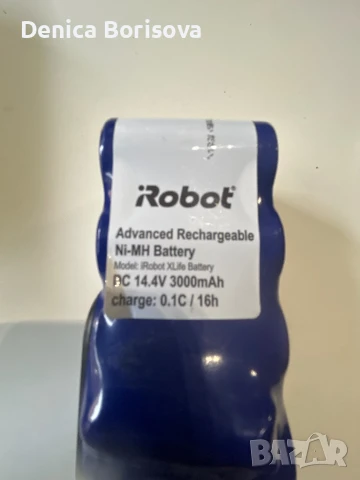 Denica Borisova
iRobot®
Advanced Rechargeable
Ni-MH Battery
Model: iRobot XLife Battery
DC 14.4V 3000mAh
charge: 0.1C / 16h
BAZAR